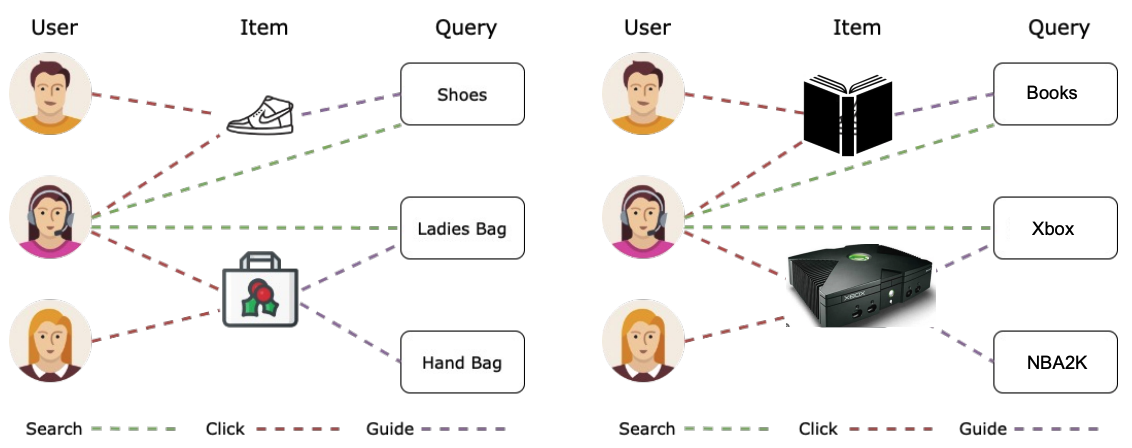 User Item Query
Shoes
Ladies Bag
Hand Bag
Search Click Guide
User Item Query
Books
XBOX
Xbox
NBA2K
Search Click Guide